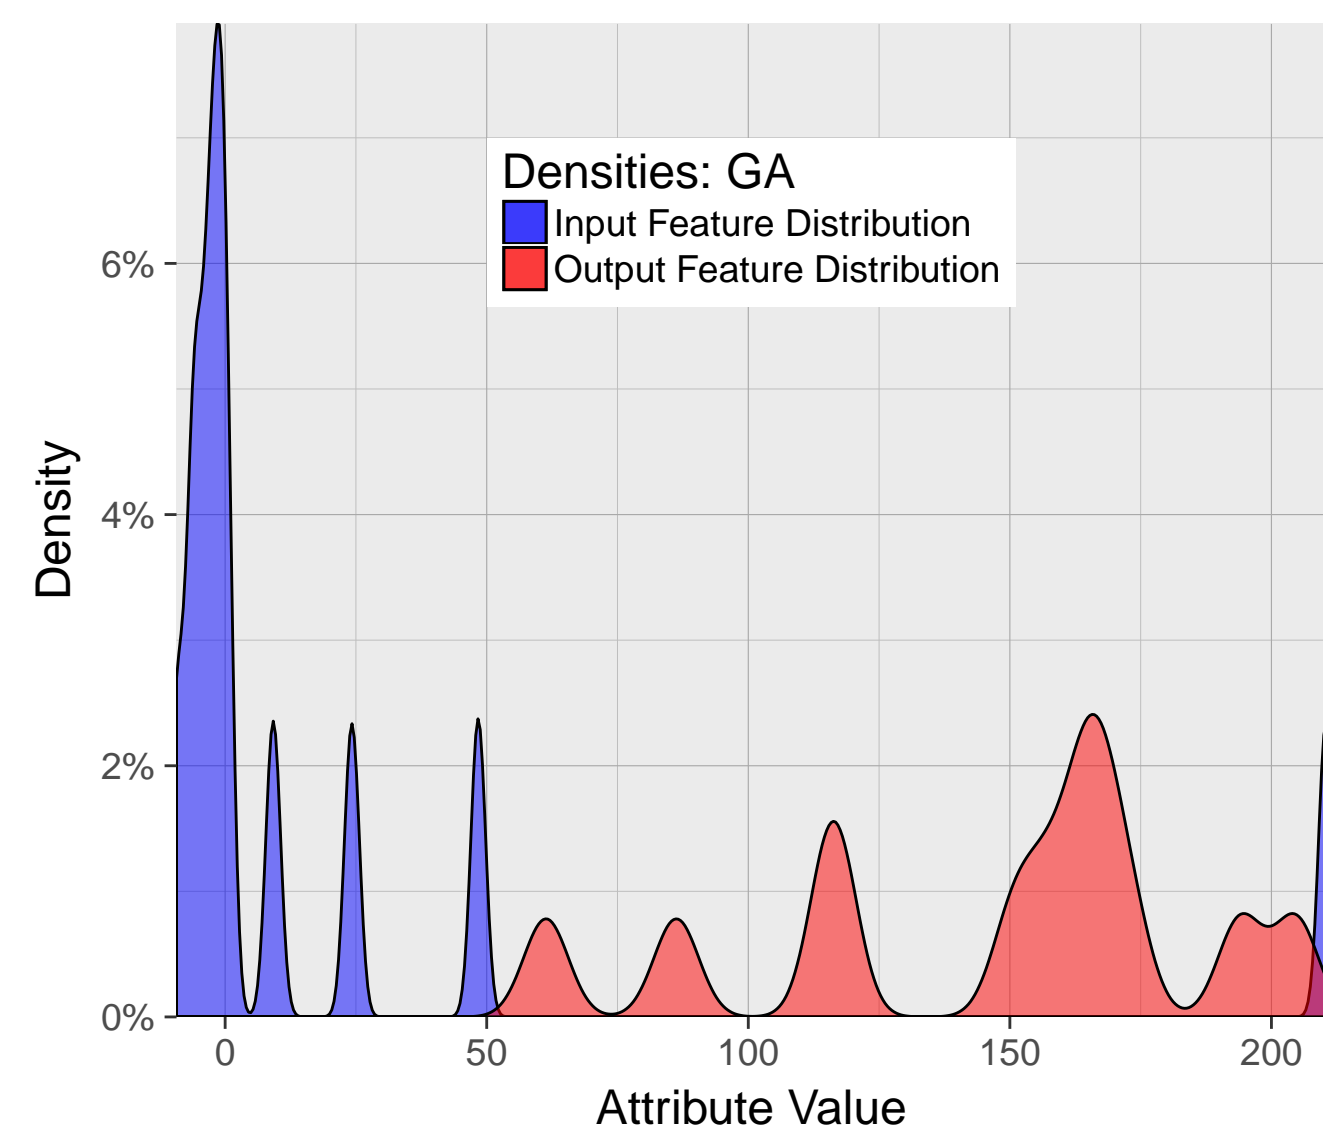 Densities: GA
Input Feature Distribution
Output Feature Distribution
6%
4%
2%
0%
Density
0 50 100 150 200
Attribute Value